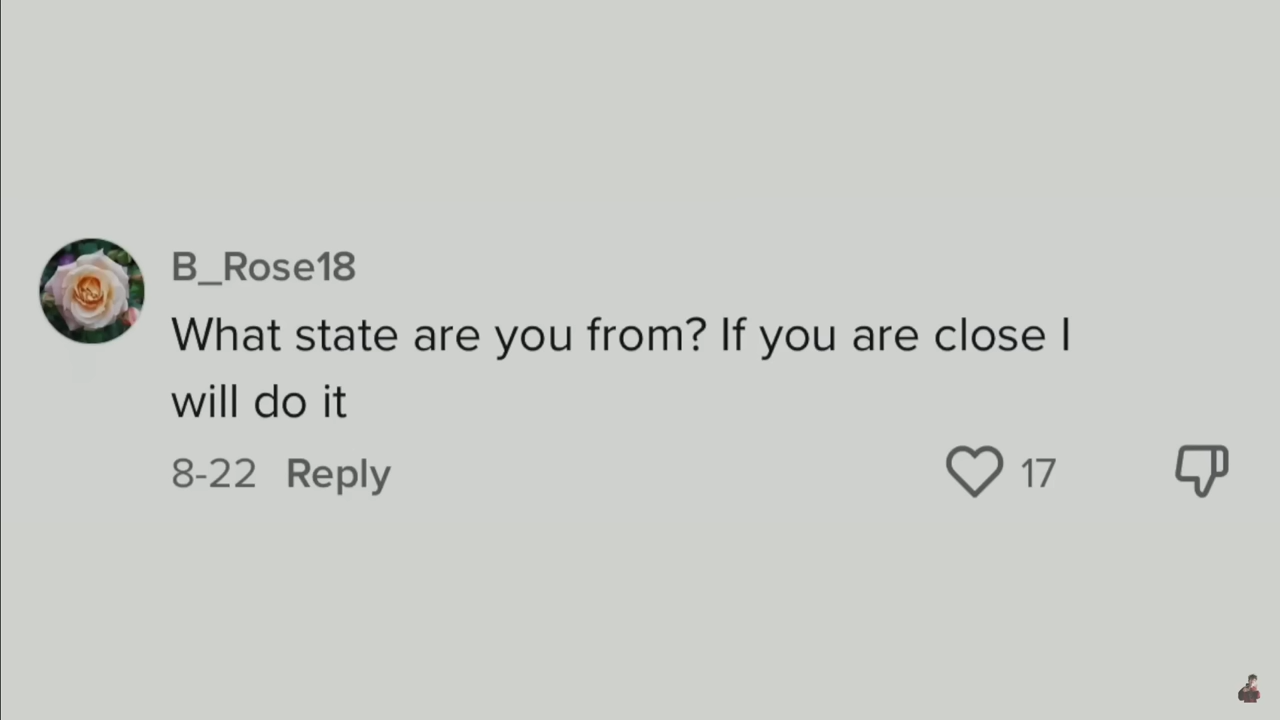 B_Rose18
What state are you from? If you are close I
will do it
8-22 Reply 17